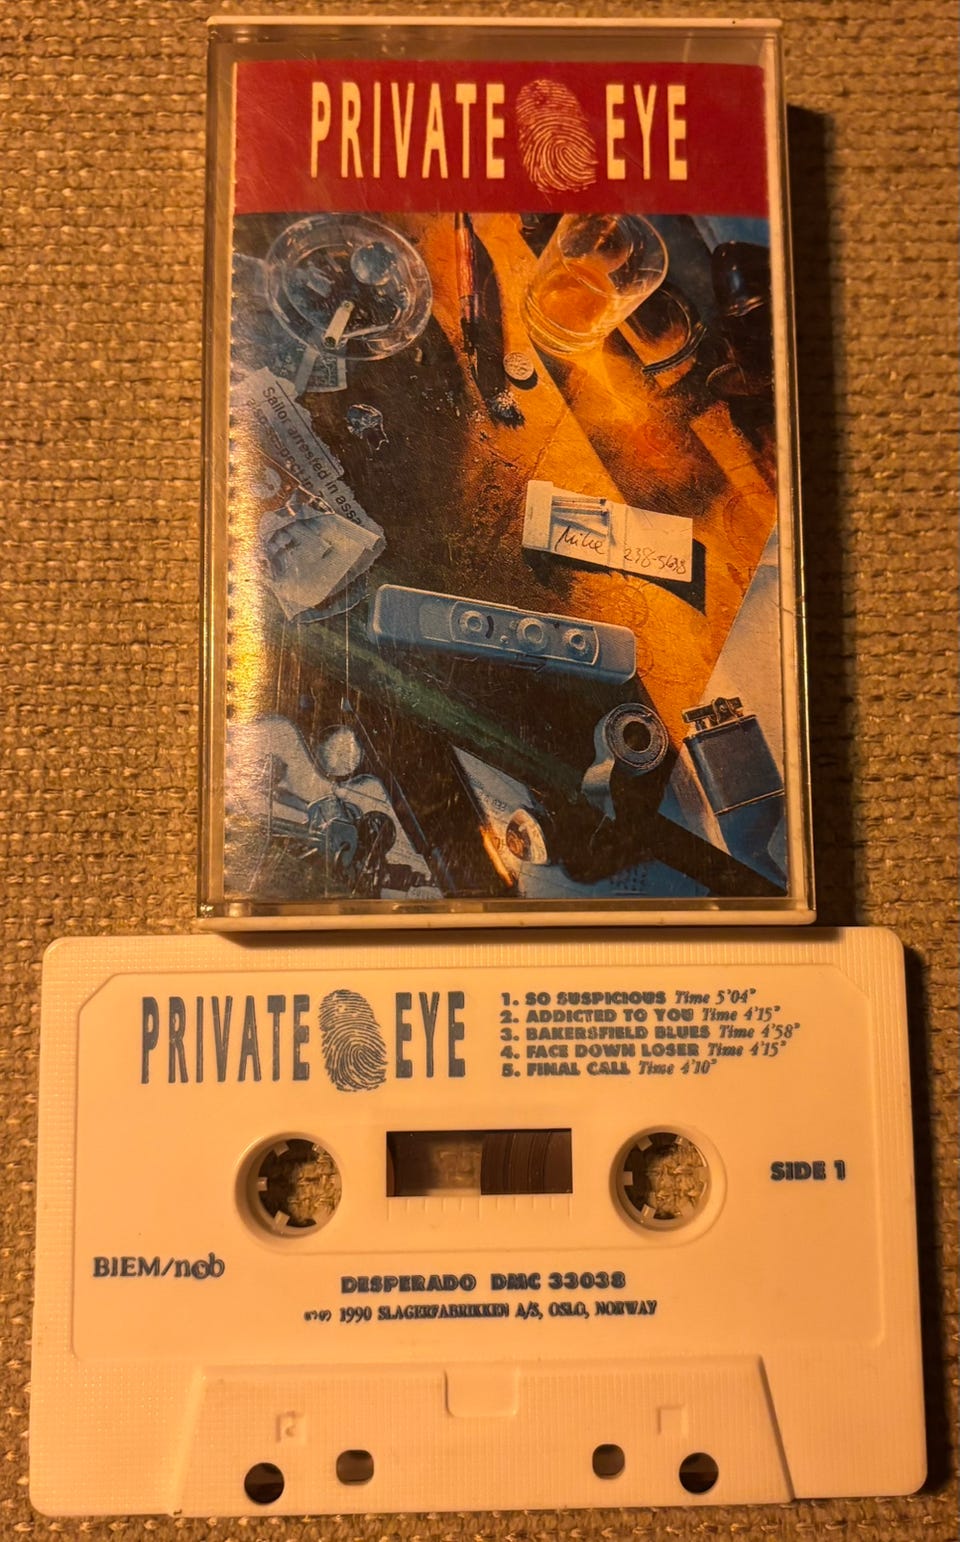 PRIVATE EYE
Sailor arrested in assa
Mike 238-5638
PRIVATE EYE
1. SO SUSPICIOUS Time 5'04"
2. ADDICTED TO YOU Time 4'15"
3. BAKERSFIELD BLUES Time 4'58"
4. FACE DOWN LOSER Time 4'15"
5. FINAL CALL Time 4'10"
SIDE 1
BIEM/ncb
DESPERADO DMC 33038
1990 SLAGERFABRIKKEN A/S, OSLO, NORWAY